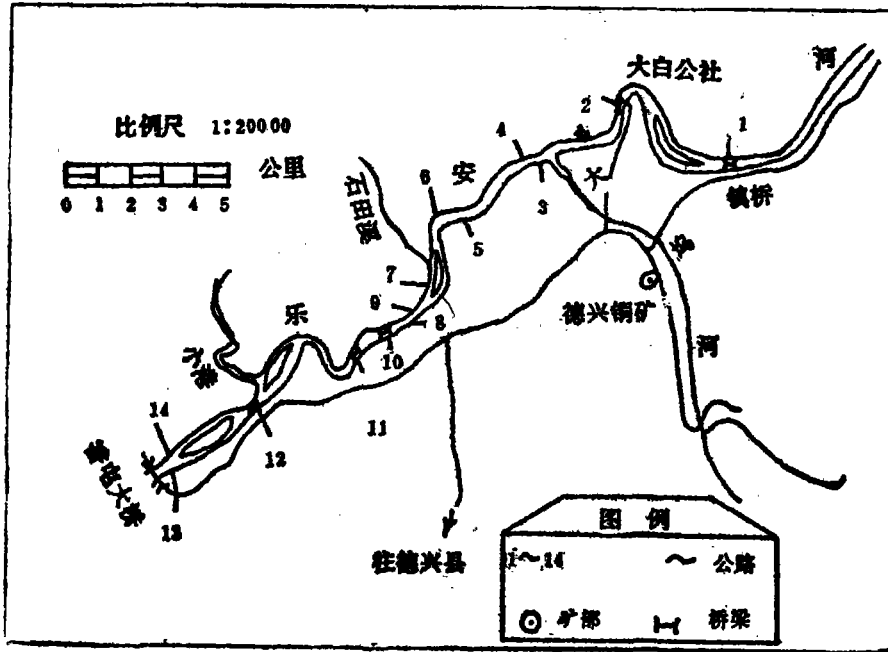 河
大白公社
比例尺 1:20000
公里
0 1 2 3 4 5
1
2
4
安
6
3
5
大
镇桥
石田溪
7
9
8
德兴铜矿
乐
10
河
14
12
11
13
往德兴县
图 例
1～14
公路
矿部
桥梁